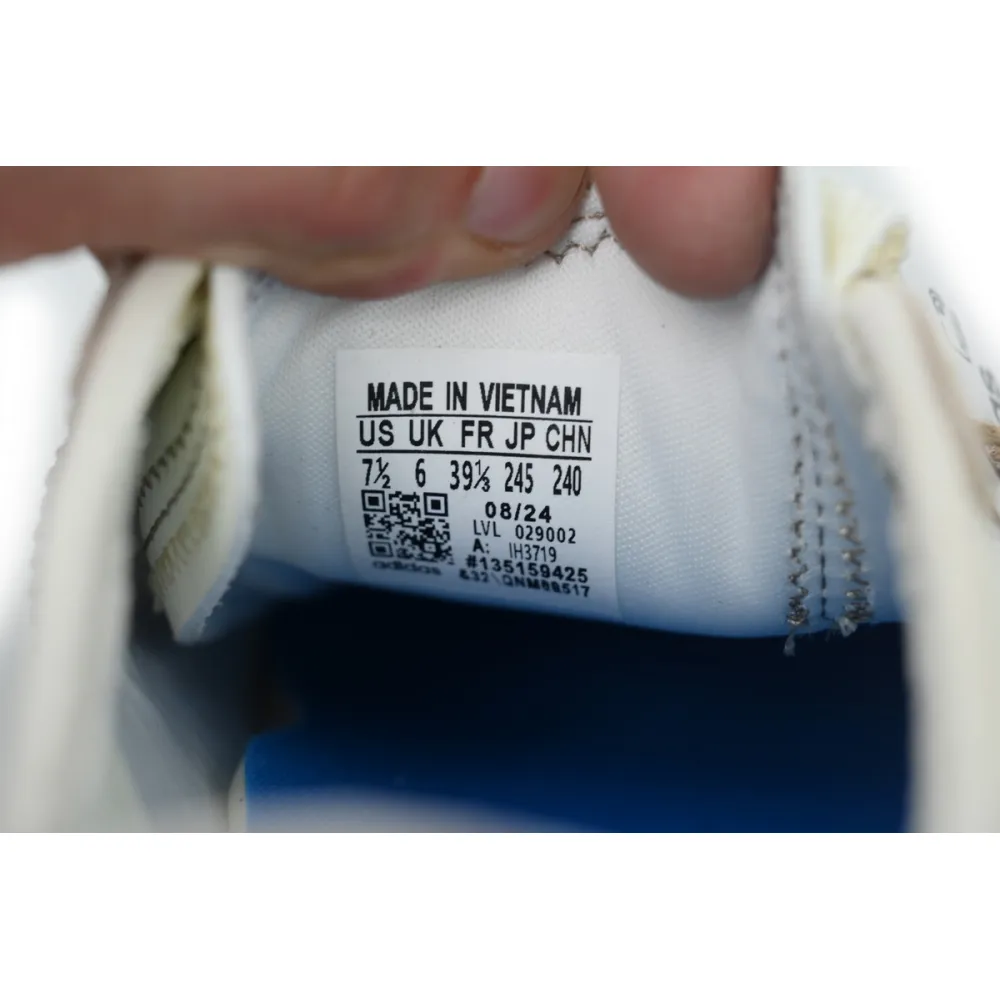 MADE IN VIETNAM
US UK FR JP CHN
7½ 6 39⅓ 245 240
08/24
LVL 029002
A: IH3719
#135159425
adidas